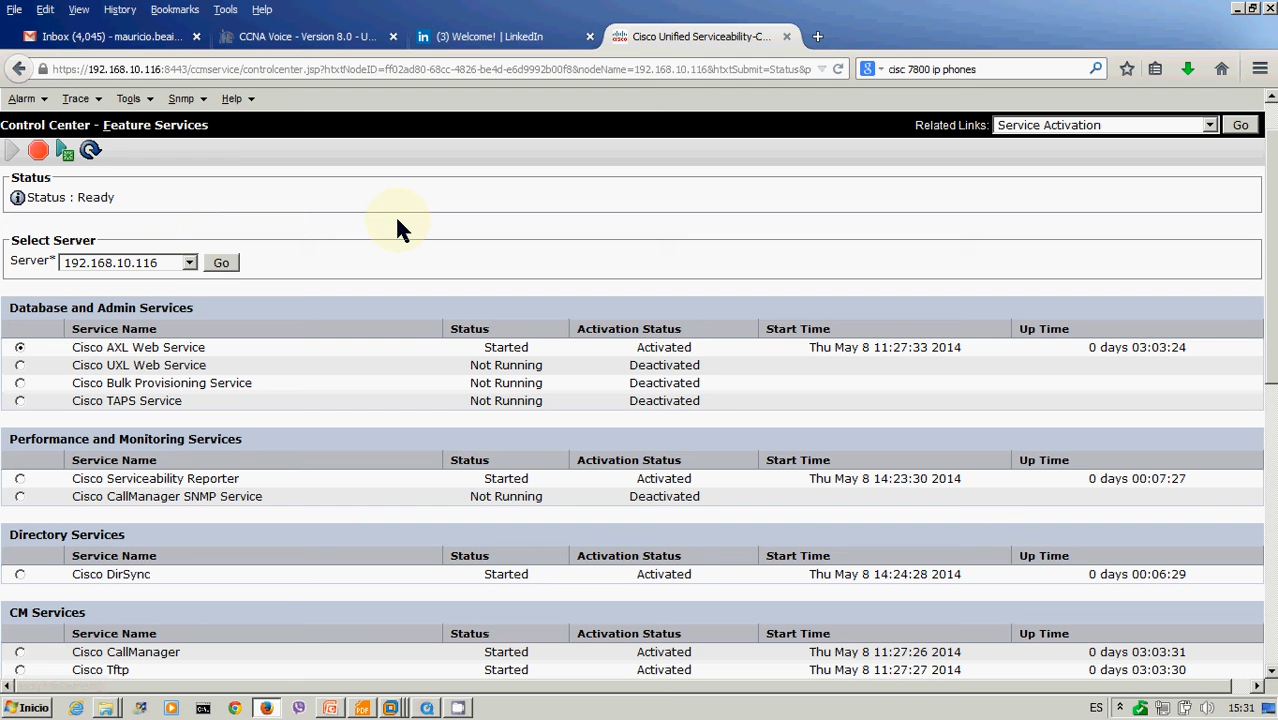 File Edit View History Bookmarks Tools Help
Inbox (4,045) - mauricio.beai... CCNA Voice - Version 8.0 - U... (3) Welcome! | LinkedIn Cisco Unified Serviceability-C...
https://192.168.10.116:8443/ccmservice/controlcenter.jsp?htxtNodeID=ff02ad80-68cc-4826-be4d-e6d9992b00f8&nodeName=192.168.10.116&htxtSubmit=Status&p cisc 7800 ip phones
Alarm Trace Tools Snmp Help
Control Center - Feature Services Related Links: Service Activation Go
Status
Status : Ready
Select Server
Server* 192.168.10.116 Go
Database and Admin Services
Service Name Status Activation Status Start Time Up Time
Cisco AXL Web Service Started Activated Thu May 8 11:27:33 2014 0 days 03:03:24
Cisco UXL Web Service Not Running Deactivated
Cisco Bulk Provisioning Service Not Running Deactivated
Cisco TAPS Service Not Running Deactivated
Performance and Monitoring Services
Service Name Status Activation Status Start Time Up Time
Cisco Serviceability Reporter Started Activated Thu May 8 14:23:30 2014 0 days 00:07:27
Cisco CallManager SNMP Service Not Running Deactivated
Directory Services
Service Name Status Activation Status Start Time Up Time
Cisco DirSync Started Activated Thu May 8 14:24:28 2014 0 days 00:06:29
CM Services
Service Name Status Activation Status Start Time Up Time
Cisco CallManager Started Activated Thu May 8 11:27:26 2014 0 days 03:03:31
Cisco Tftp Started Activated Thu May 8 11:27:27 2014 0 days 03:03:30
Inicio ES 15:31